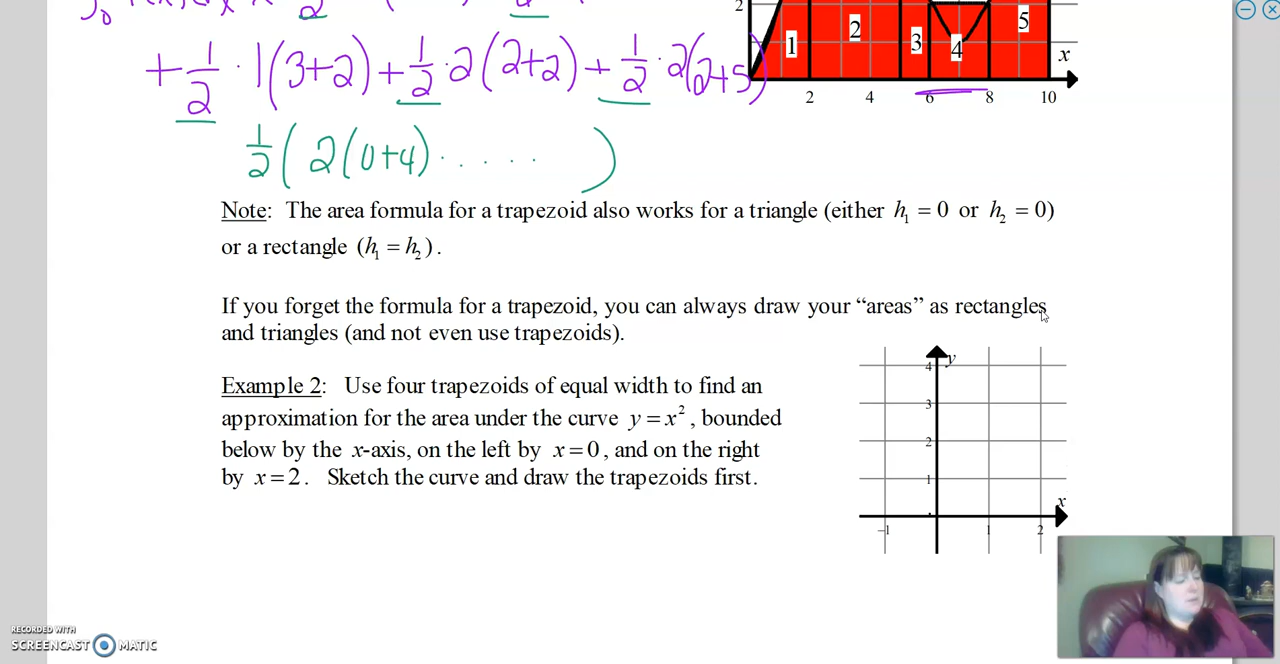 2
1
2
3
4
5
x
2
4
6
8
10
+ 1/2 · 1(3+2) + 1/2 · 2(2+2) + 1/2 · 2(2+5)
1/2 ( 2(0+4) · · · · · )
Note: The area formula for a trapezoid also works for a triangle (either h₁ = 0 or h₂ = 0)
or a rectangle (h₁ = h₂).
If you forget the formula for a trapezoid, you can always draw your “areas” as rectangles
and triangles (and not even use trapezoids).
Example 2: Use four trapezoids of equal width to find an
approximation for the area under the curve y = x², bounded
below by the x-axis, on the left by x = 0, and on the right
by x = 2. Sketch the curve and draw the trapezoids first.
y
4
3
2
1
x
-1
1
2
RECORDED WITH
SCREENCAST MATIC